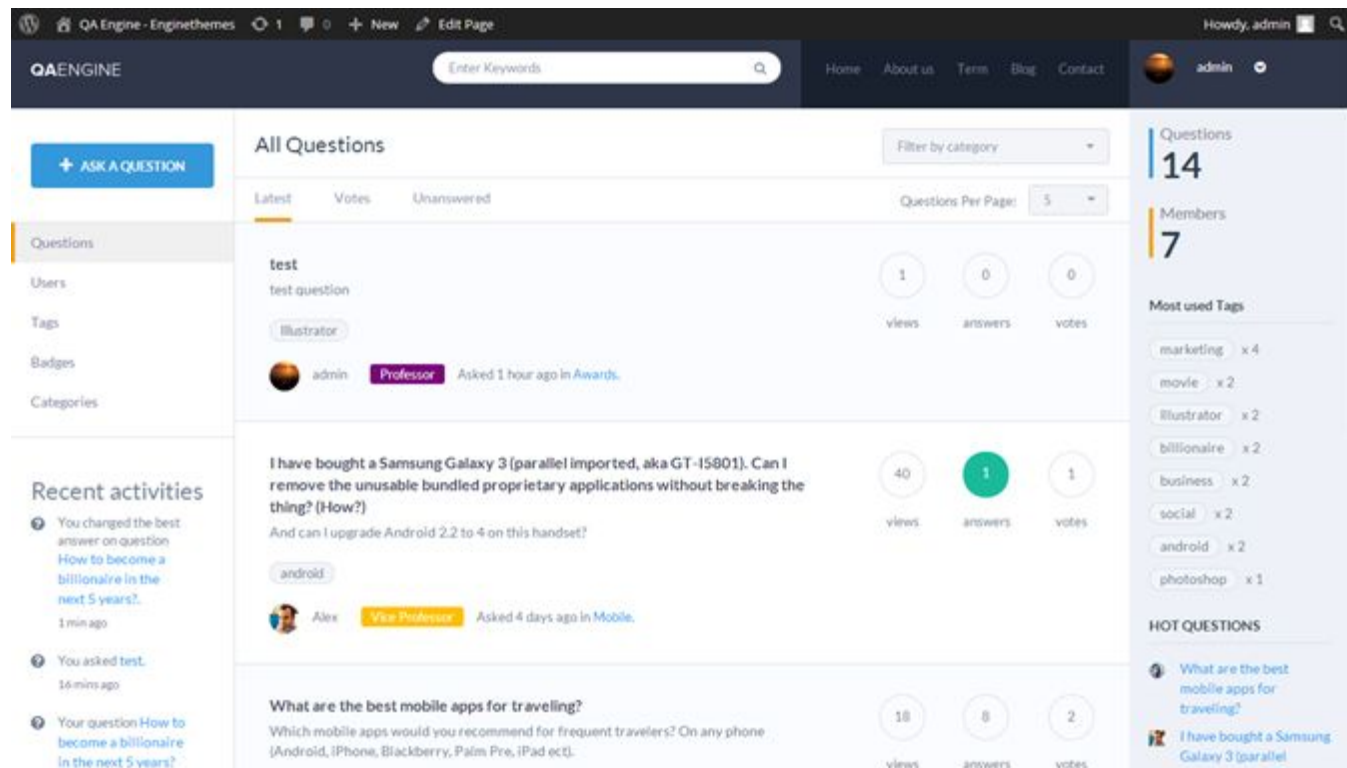 QA Engine - Enginethemes 1 0 + New Edit Page Howdy, admin
QAENGINE Enter Keywords Home About us Term Blog Contact admin
+ ASK A QUESTION
Questions
Users
Tags
Badges
Categories
Recent activities
You changed the best
answer on question
How to become a
billionaire in the
next 5 years?.
1 min ago
You asked test.
16 mins ago
Your question How to
become a billionaire
in the next 5 years?
All Questions Filter by category
Latest Votes Unanswered Questions Per Page: 5
test
test question
Illustrator
1 0 0
views answers votes
admin Professor Asked 1 hour ago in Awards.
I have bought a Samsung Galaxy 3 (parallel imported, aka GT-I5801). Can I
remove the unusable bundled proprietary applications without breaking the
thing? (How?)
And can I upgrade Android 2.2 to 4 on this handset?
android
40 1 1
views answers votes
Alex Vice Professor Asked 4 days ago in Mobile.
What are the best mobile apps for traveling?
Which mobile apps would you recommend for frequent travelers? On any phone
(Android, iPhone, Blackberry, Palm Pre, iPad ect).
18 8 2
views answers votes
Questions
14
Members
7
Most used Tags
marketing x 4
movie x 2
Illustrator x 2
billionaire x 2
business x 2
social x 2
android x 2
photoshop x 1
HOT QUESTIONS
What are the best
mobile apps for
traveling?
I have bought a Samsung
Galaxy 3 (parallel